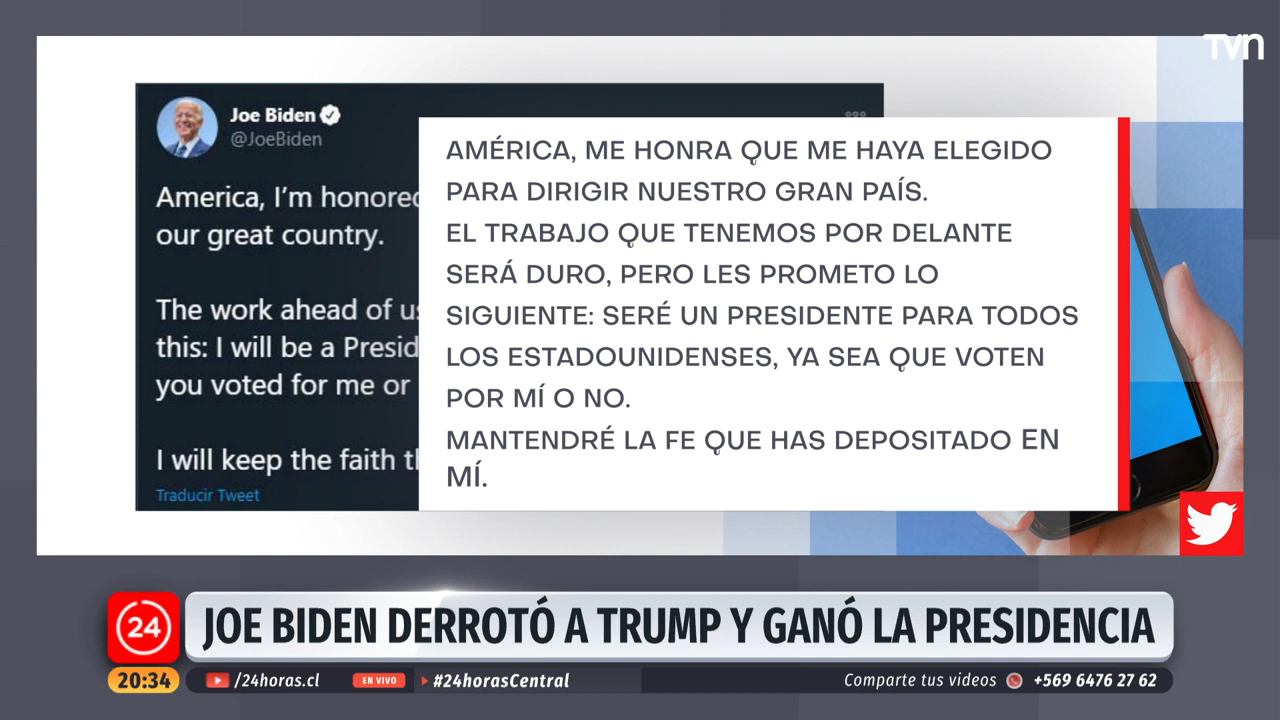 TVN
Joe Biden
@JoeBiden
America, I'm honored
our great country.
The work ahead of us
this: I will be a Presid
you voted for me or
I will keep the faith th
Traducir Tweet
AMÉRICA, ME HONRA QUE ME HAYA ELEGIDO
PARA DIRIGIR NUESTRO GRAN PAÍS.
EL TRABAJO QUE TENEMOS POR DELANTE
SERÁ DURO, PERO LES PROMETO LO
SIGUIENTE: SERÉ UN PRESIDENTE PARA TODOS
LOS ESTADOUNIDENSES, YA SEA QUE VOTEN
POR MÍ O NO.
MANTENDRÉ LA FE QUE HAS DEPOSITADO EN
MÍ.
24
JOE BIDEN DERROTÓ A TRUMP Y GANÓ LA PRESIDENCIA
20:34 /24horas.cl EN VIVO #24horasCentral Comparte tus videos +569 6476 27 62